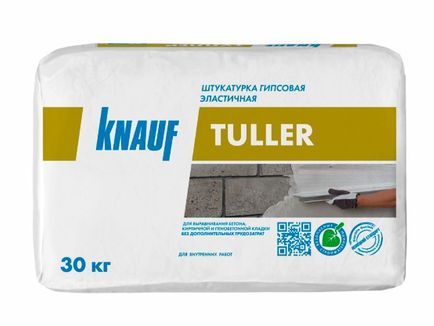 ШТУКАТУРКА ГИПСОВАЯ
ЭЛАСТИЧНАЯ
KNAUF
TULLER
ДЛЯ ВЫРАВНИВАНИЯ БЕТОНА,
КИРПИЧНОЙ И ПЕНОБЕТОННОЙ КЛАДКИ
БЕЗ ДОПОЛНИТЕЛЬНЫХ ТРУДОЗАТРАТ
ДЛЯ ВНУТРЕННИХ РАБОТ
30 кг